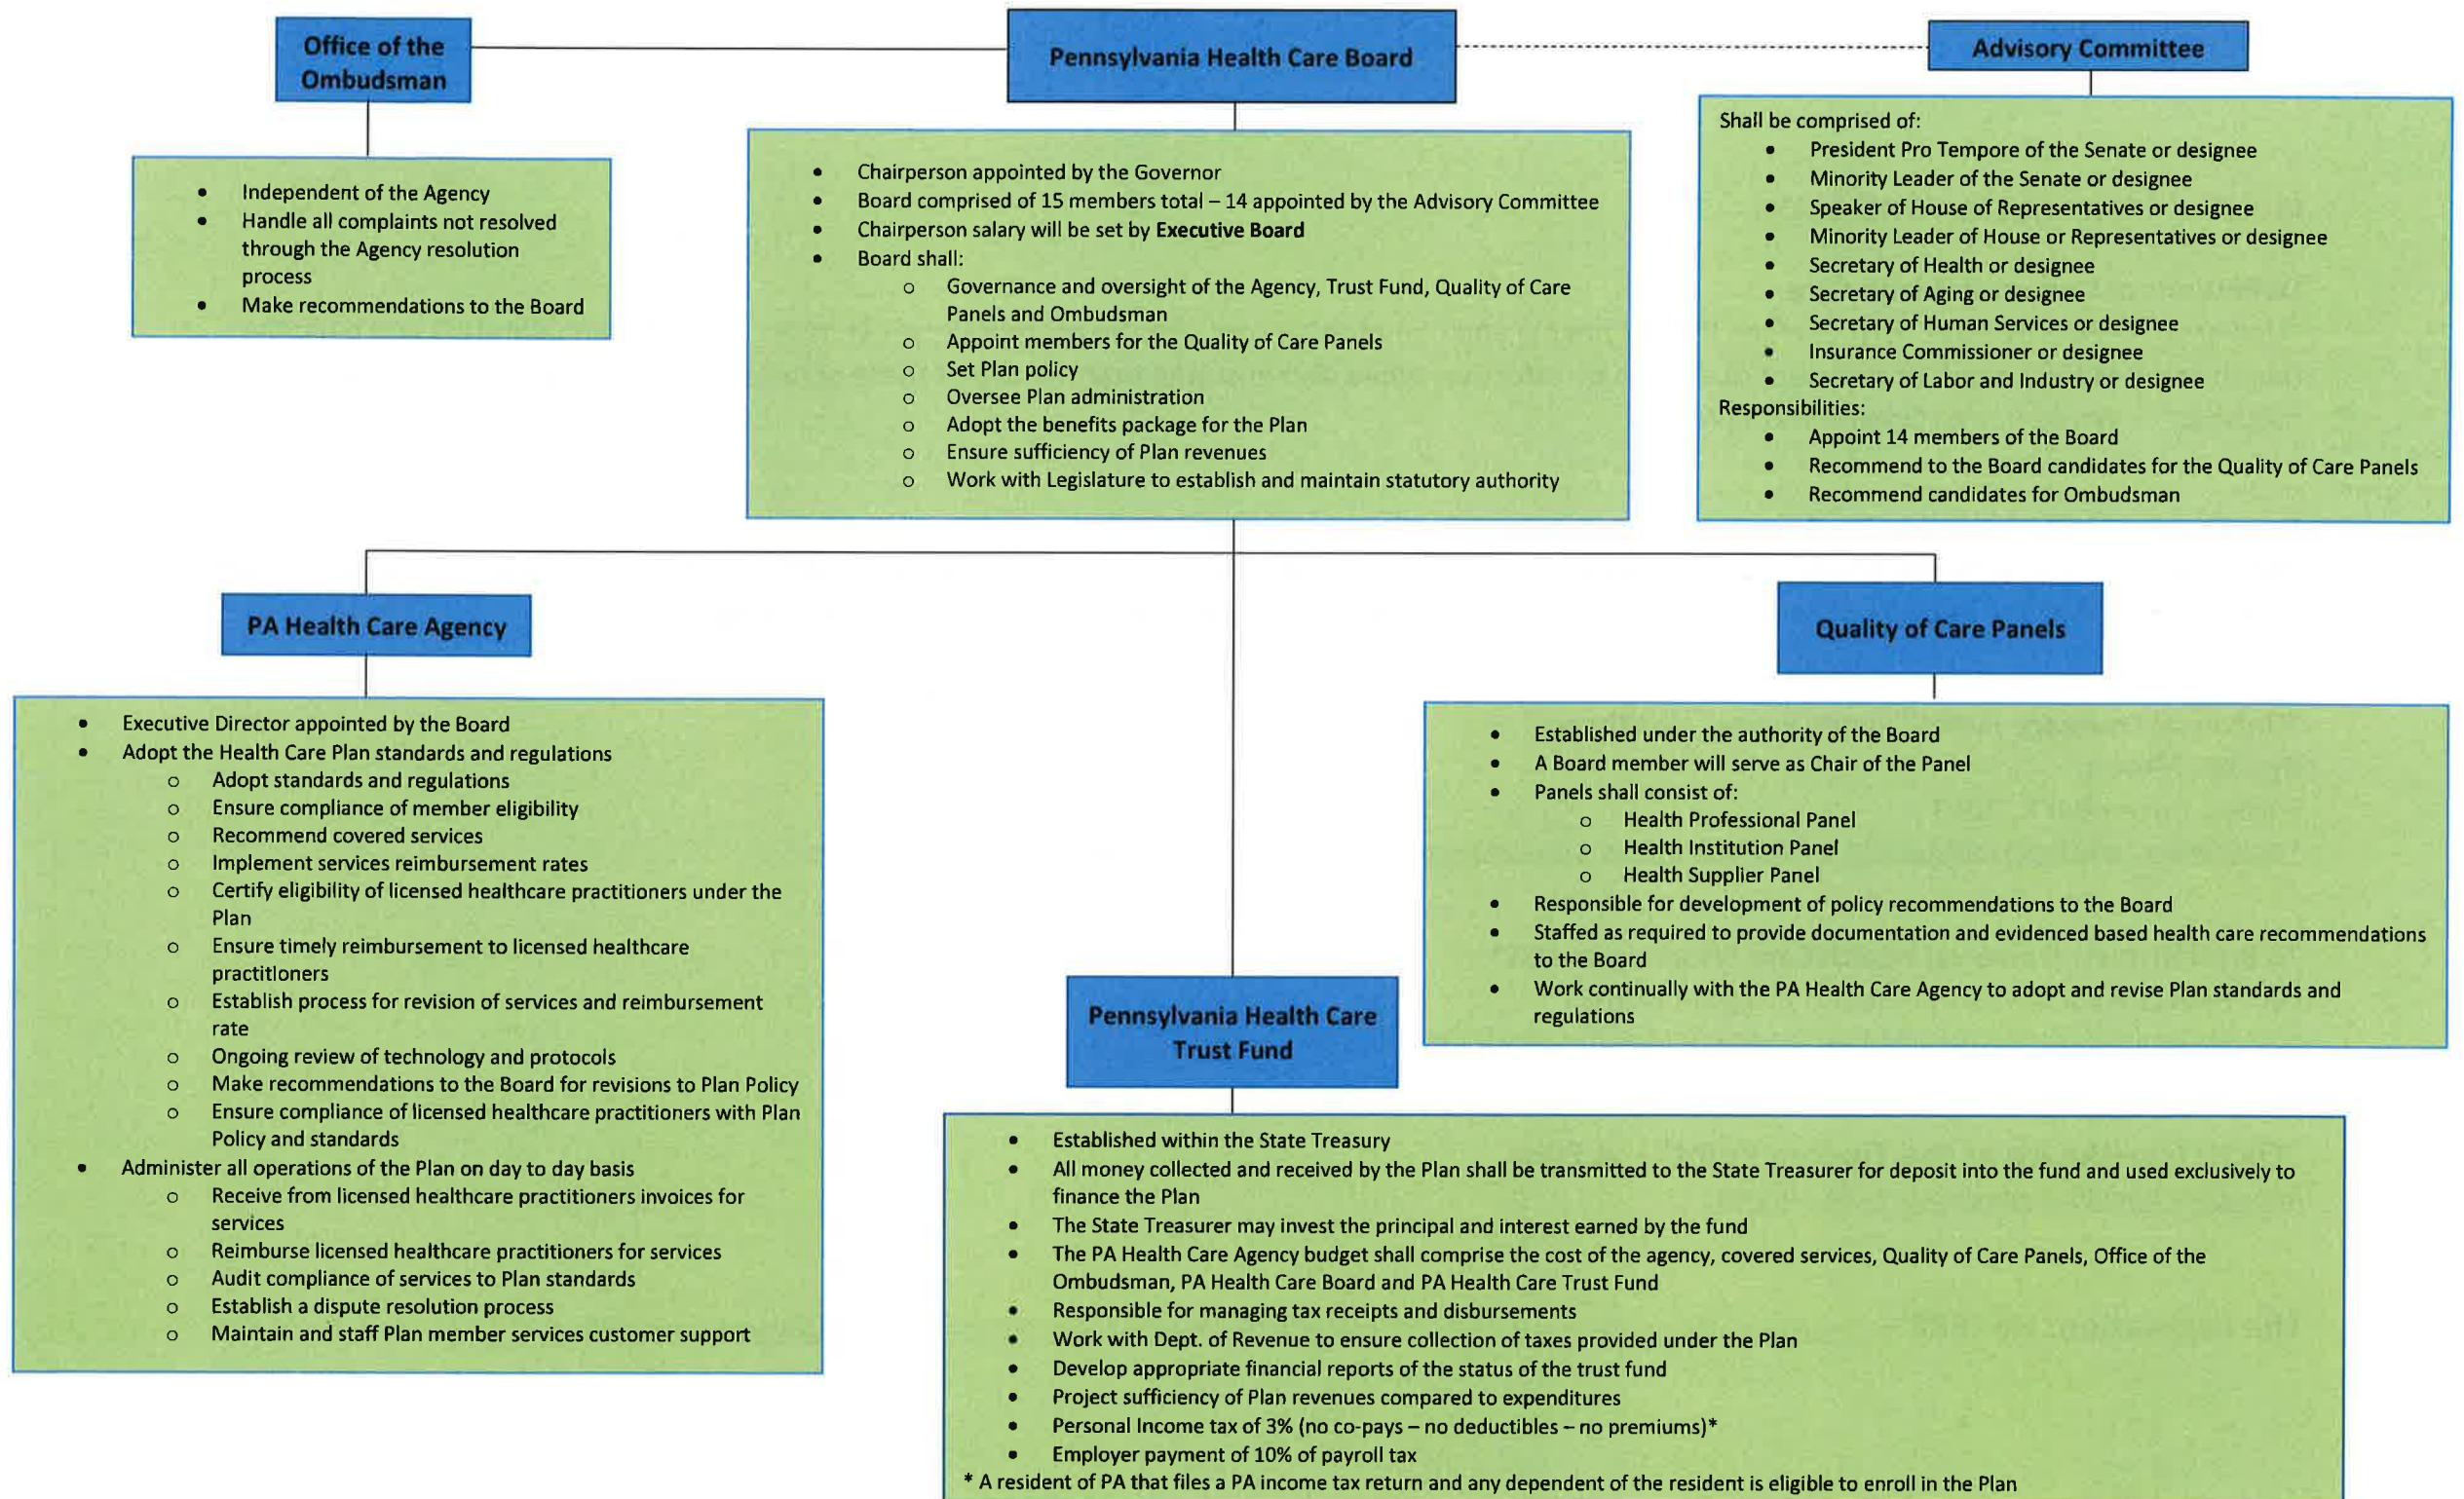 Office of the
Ombudsman
Pennsylvania Health Care Board
Advisory Committee
• Independent of the Agency
• Handle all complaints not resolved
through the Agency resolution
process
• Make recommendations to the Board
• Chairperson appointed by the Governor
• Board comprised of 15 members total – 14 appointed by the Advisory Committee
• Chairperson salary will be set by Executive Board
• Board shall:
o Governance and oversight of the Agency, Trust Fund, Quality of Care
Panels and Ombudsman
o Appoint members for the Quality of Care Panels
o Set Plan policy
o Oversee Plan administration
o Adopt the benefits package for the Plan
o Ensure sufficiency of Plan revenues
o Work with Legislature to establish and maintain statutory authority
Shall be comprised of:
• President Pro Tempore of the Senate or designee
• Minority Leader of the Senate or designee
• Speaker of House of Representatives or designee
• Minority Leader of House or Representatives or designee
• Secretary of Health or designee
• Secretary of Aging or designee
• Secretary of Human Services or designee
• Insurance Commissioner or designee
• Secretary of Labor and Industry or designee
Responsibilities:
• Appoint 14 members of the Board
• Recommend to the Board candidates for the Quality of Care Panels
• Recommend candidates for Ombudsman
PA Health Care Agency
• Executive Director appointed by the Board
• Adopt the Health Care Plan standards and regulations
o Adopt standards and regulations
o Ensure compliance of member eligibility
o Recommend covered services
o Implement services reimbursement rates
o Certify eligibility of licensed healthcare practitioners under the
Plan
o Ensure timely reimbursement to licensed healthcare
practitioners
o Establish process for revision of services and reimbursement
rate
o Ongoing review of technology and protocols
o Make recommendations to the Board for revisions to Plan Policy
o Ensure compliance of licensed healthcare practitioners with Plan
Policy and standards
• Administer all operations of the Plan on day to day basis
o Receive from licensed healthcare practitioners invoices for
services
o Reimburse licensed healthcare practitioners for services
o Audit compliance of services to Plan standards
o Establish a dispute resolution process
o Maintain and staff Plan member services customer support
Quality of Care Panels
• Established under the authority of the Board
• A Board member will serve as Chair of the Panel
• Panels shall consist of:
o Health Professional Panel
o Health Institution Panel
o Health Supplier Panel
• Responsible for development of policy recommendations to the Board
• Staffed as required to provide documentation and evidenced based health care recommendations
to the Board
• Work continually with the PA Health Care Agency to adopt and revise Plan standards and
regulations
Pennsylvania Health Care
Trust Fund
• Established within the State Treasury
• All money collected and received by the Plan shall be transmitted to the State Treasurer for deposit into the fund and used exclusively to
finance the Plan
• The State Treasurer may invest the principal and interest earned by the fund
• The PA Health Care Agency budget shall comprise the cost of the agency, covered services, Quality of Care Panels, Office of the
Ombudsman, PA Health Care Board and PA Health Care Trust Fund
• Responsible for managing tax receipts and disbursements
• Work with Dept. of Revenue to ensure collection of taxes provided under the Plan
• Develop appropriate financial reports of the status of the trust fund
• Project sufficiency of Plan revenues compared to expenditures
• Personal Income tax of 3% (no co-pays – no deductibles – no premiums)*
• Employer payment of 10% of payroll tax
* A resident of PA that files a PA income tax return and any dependent of the resident is eligible to enroll in the Plan